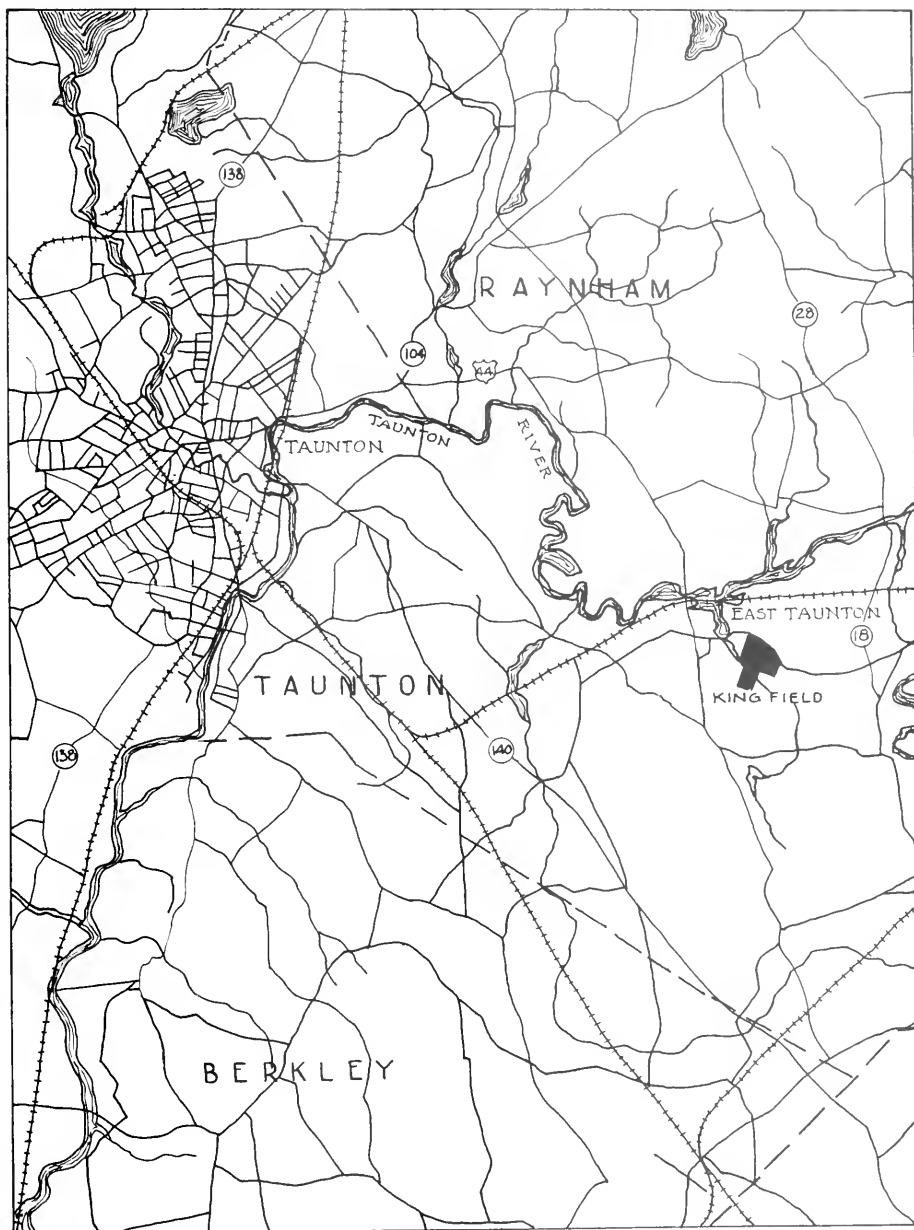 138
RAYNHAM
28
104
44
TAUNTON
TAUNTON
RIVER
EAST TAUNTON
18
TAUNTON
KING FIELD
138
140
BERKLEY